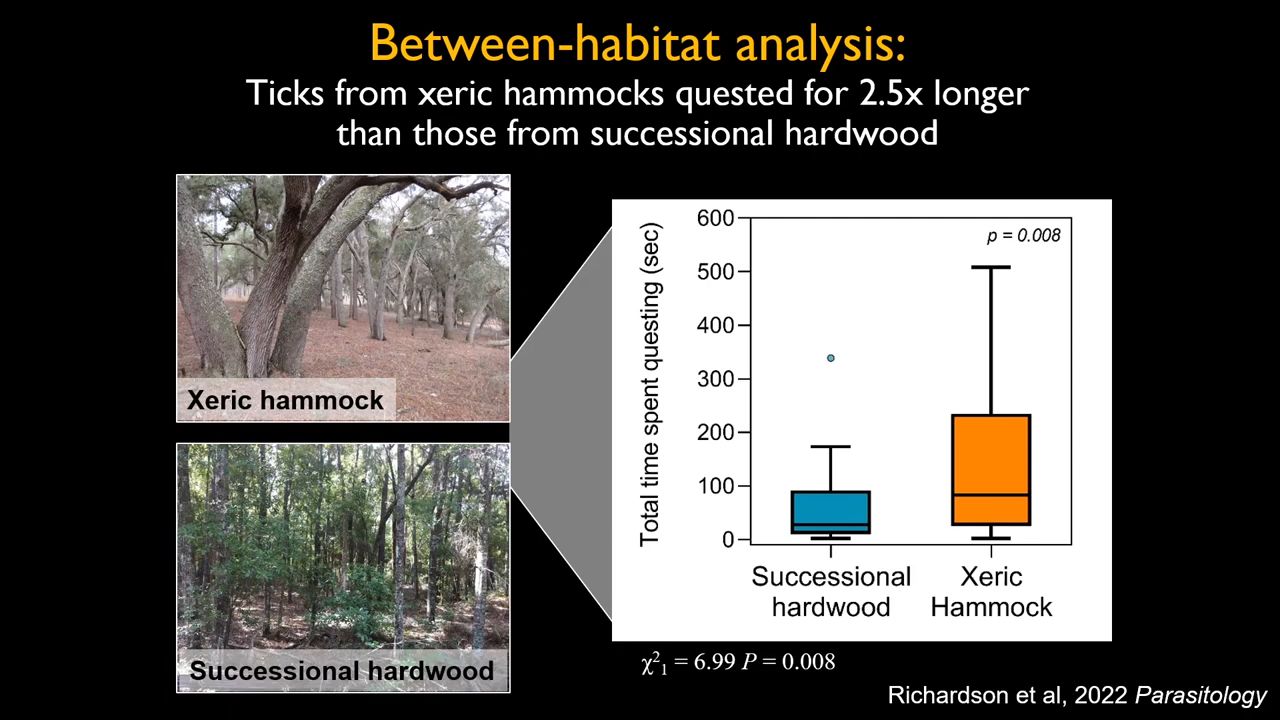 Between-habitat analysis:
Ticks from xeric hammocks quested for 2.5x longer
than those from successional hardwood
Xeric hammock
Successional hardwood
Total time spent questing (sec)
600
500
400
300
200
100
0
p = 0.008
Successional
hardwood
Xeric
Hammock
χ²₁ = 6.99 P = 0.008
Richardson et al, 2022 Parasitology